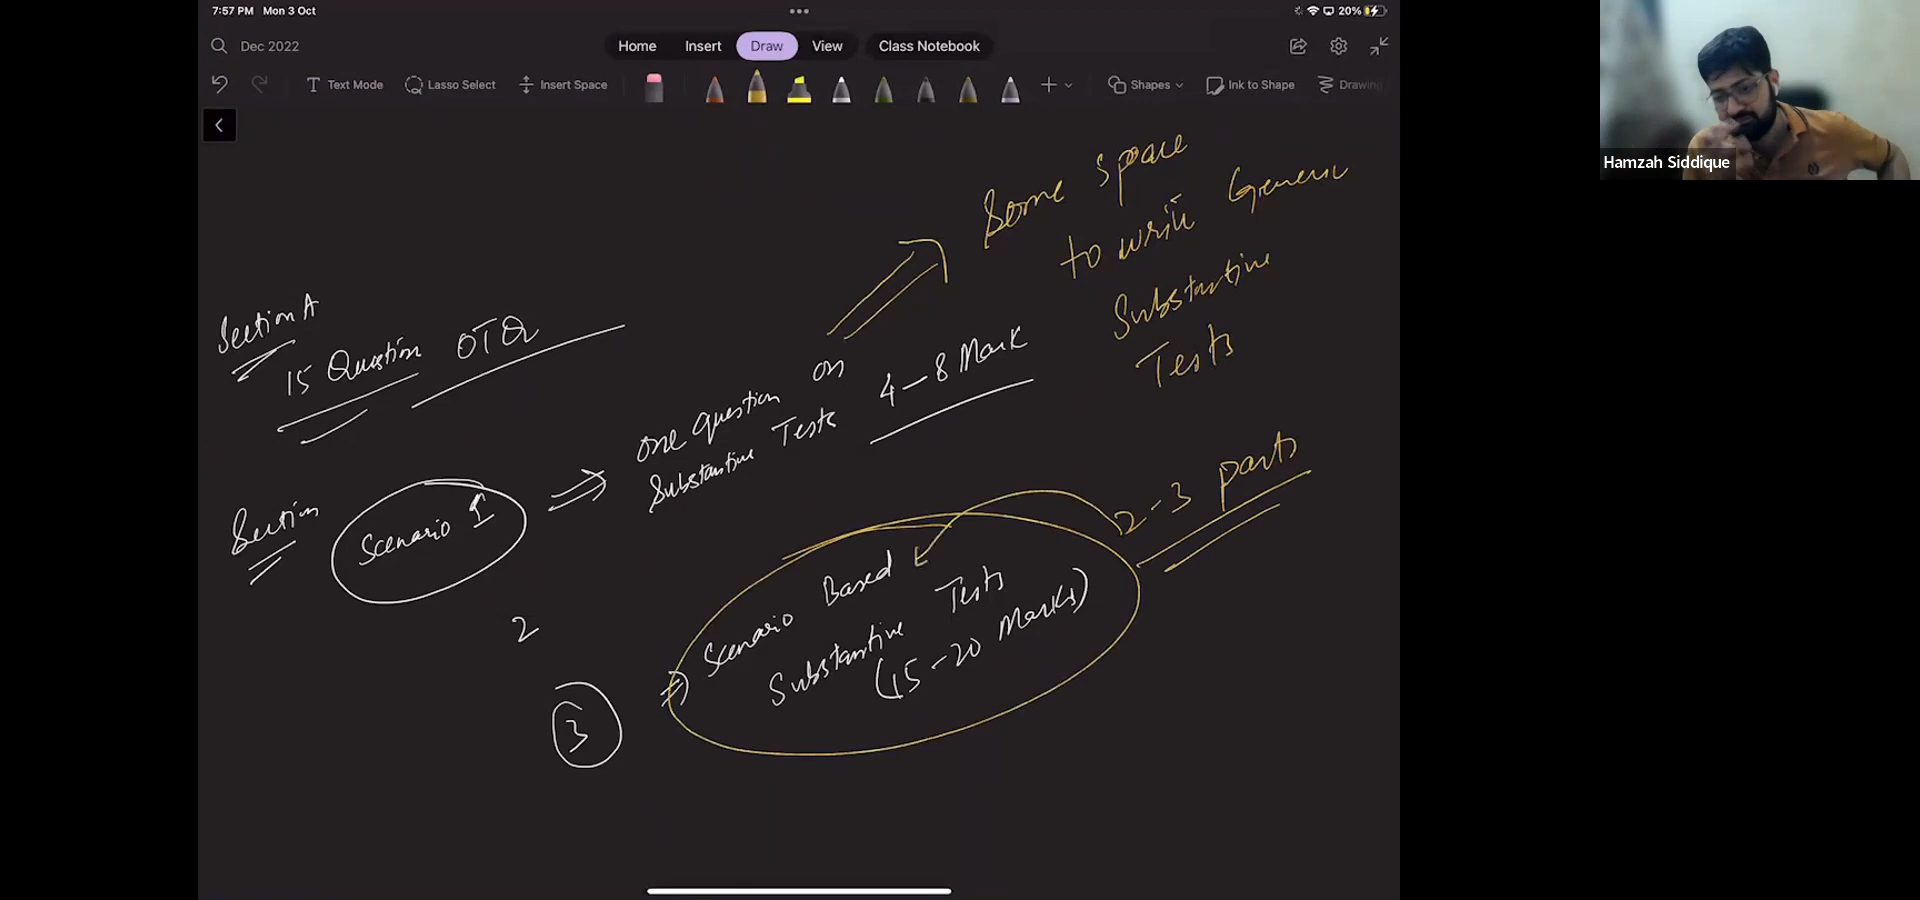 7:57 PM Mon 3 Oct
20%
Dec 2022
Home Insert Draw View Class Notebook
Text Mode Lasso Select Insert Space Shapes Ink to Shape Drawing
Hamzah Siddique
Some space
to write Generic
Substantive
Tests
Section A
15 Question OTQ
one question on
Substantive Tests 4-8 Mark
Section
Scenario 1
2-3 parts
Scenario Based
Substantive Tests
(15-20 Marks)
2
3